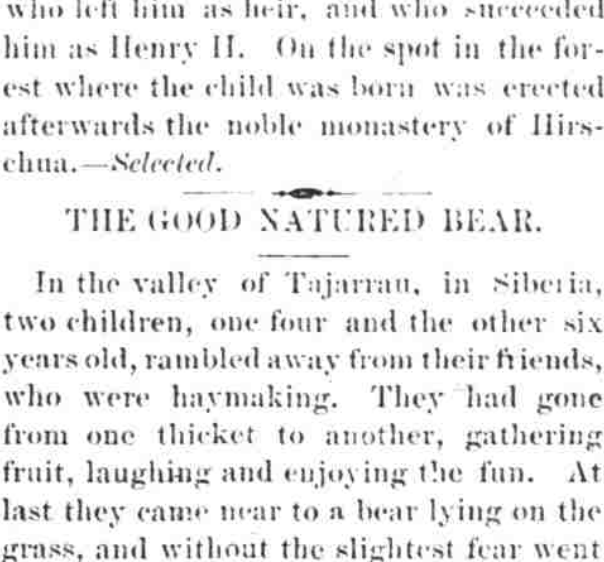 who left him as heir, and who succeeded
him as Henry II. On the spot in the for-
est where the child was born was erected
afterwards the noble monastery of Hirs-
chua.—Selected.
THE GOOD NATURED BEAR.
In the valley of Tajarrau, in Siberia,
two children, one four and the other six
years old, rambled away from their friends,
who were haymaking. They had gone
from one thicket to another, gathering
fruit, laughing and enjoying the fun. At
last they came near to a bear lying on the
grass, and without the slightest fear went